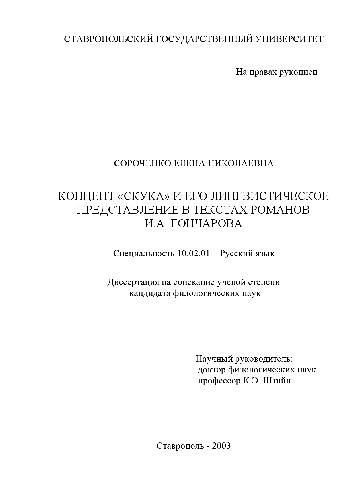 СТАВРОПОЛЬСКИЙ ГОСУДАРСТВЕННЫЙ УНИВЕРСИТЕТ
На правах рукописи
СОРОЧЕНКО ЕЛЕНА НИКОЛАЕВНА
КОНЦЕПТ «СКУКА» И ЕГО ЛИНГВИСТИЧЕСКОЕ
ПРЕДСТАВЛЕНИЕ В ТЕКСТАХ РОМАНОВ
И.А. ГОНЧАРОВА
Специальность 10.02.01 – Русский язык
Диссертация на соискание ученой степени
кандидата филологических наук
Научный руководитель:
доктор филологических наук
профессор К.Э. Штайн
Ставрополь - 2003